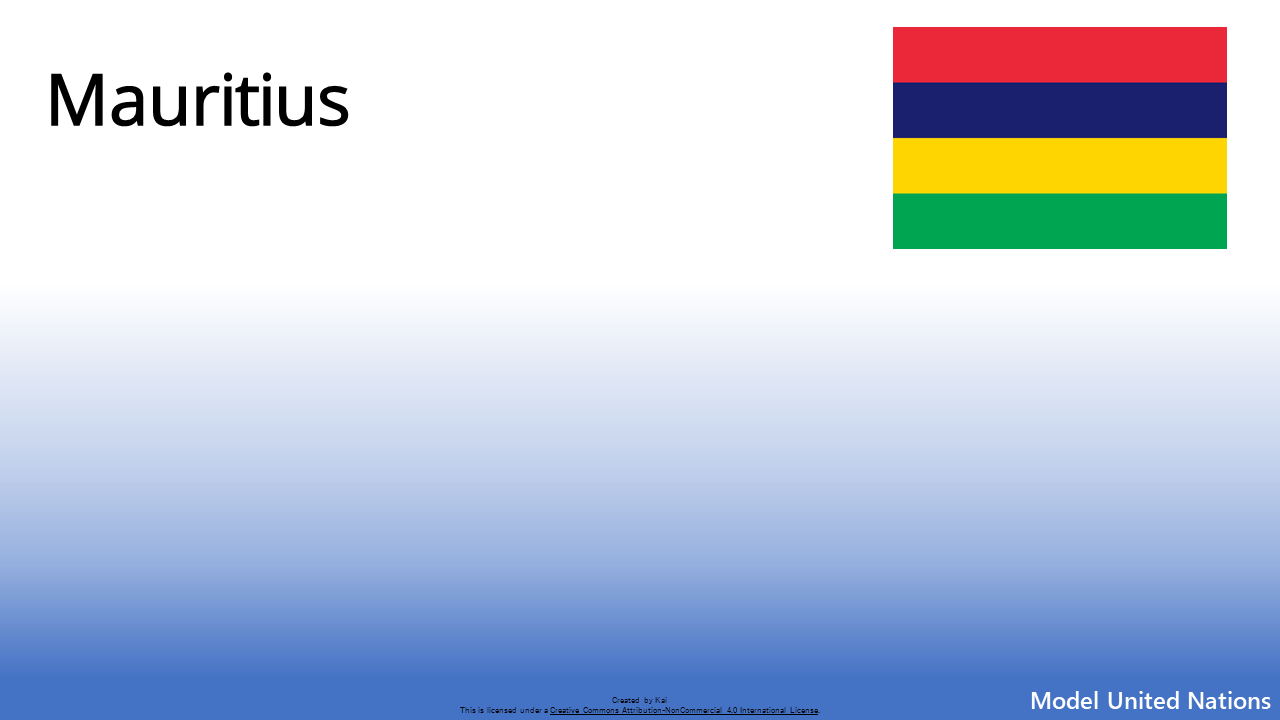 Mauritius
Created by Kai
This is licensed under a Creative Commons Attribution-NonCommercial 4.0 International License.
Model United Nations